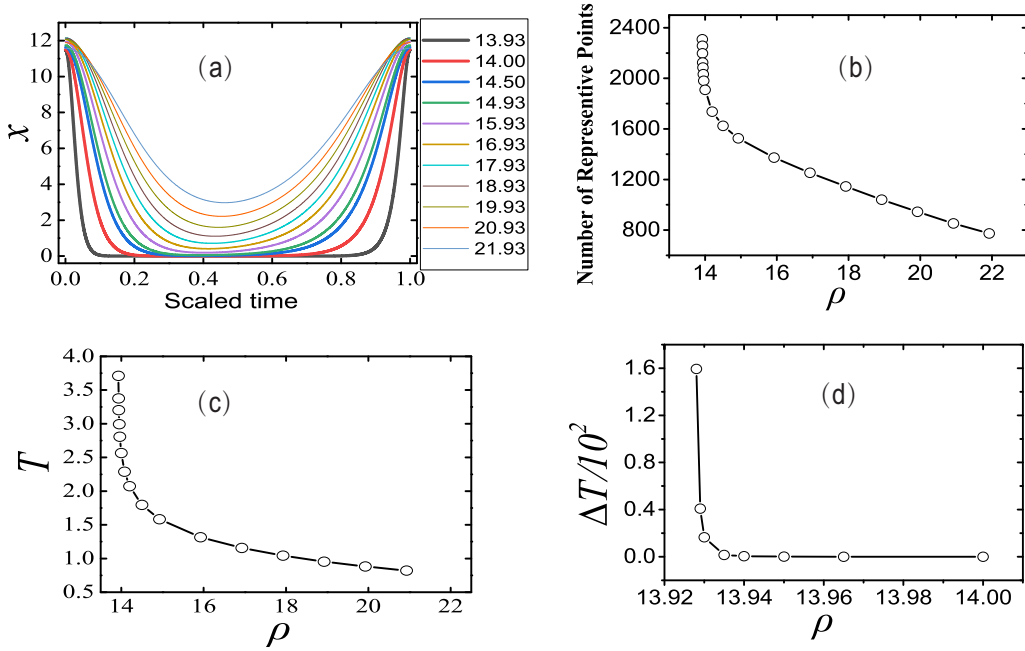 (a)
x
12
10
8
6
4
2
0
0.0 0.2 0.4 0.6 0.8 1.0
Scaled time
13.93
14.00
14.50
14.93
15.93
16.93
17.93
18.93
19.93
20.93
21.93
(b)
Number of Representive Points
2400
2000
1600
1200
800
14 16 18 20 22
ρ
(c)
T
4.0
3.5
3.0
2.5
2.0
1.5
1.0
0.5
14 16 18 20 22
ρ
(d)
ΔT/10²
1.6
1.2
0.8
0.4
0.0
13.92 13.94 13.96 13.98 14.00
ρ